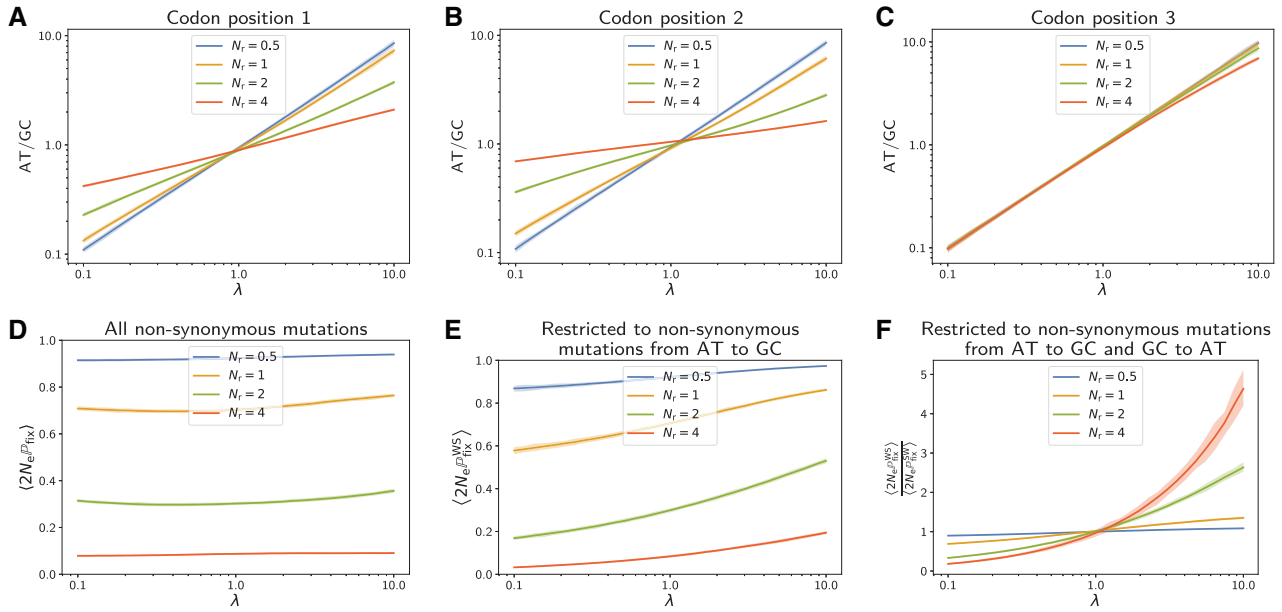 A
Codon position 1
AT/GC
10.0
1.0
0.1
N_r = 0.5
N_r = 1
N_r = 2
N_r = 4
0.1 1.0 10.0
λ
B
Codon position 2
AT/GC
10.0
1.0
0.1
N_r = 0.5
N_r = 1
N_r = 2
N_r = 4
0.1 1.0 10.0
λ
C
Codon position 3
AT/GC
10.0
1.0
0.1
N_r = 0.5
N_r = 1
N_r = 2
N_r = 4
0.1 1.0 10.0
λ
D
All non-synonymous mutations
⟨2N_e ℙ_fix⟩
1.0
0.8
0.6
0.4
0.2
0.0
N_r = 0.5
N_r = 1
N_r = 2
N_r = 4
0.1 1.0 10.0
λ
E
Restricted to non-synonymous
mutations from AT to GC
⟨2N_e ℙ_fix^WS⟩
1.0
0.8
0.6
0.4
0.2
0.0
N_r = 0.5
N_r = 1
N_r = 2
N_r = 4
0.1 1.0 10.0
λ
F
Restricted to non-synonymous mutations
from AT to GC and GC to AT
⟨2N_e ℙ_fix^WS⟩
⟨2N_e ℙ_fix^SW⟩
5
4
3
2
1
0
N_r = 0.5
N_r = 1
N_r = 2
N_r = 4
0.1 1.0 10.0
λ